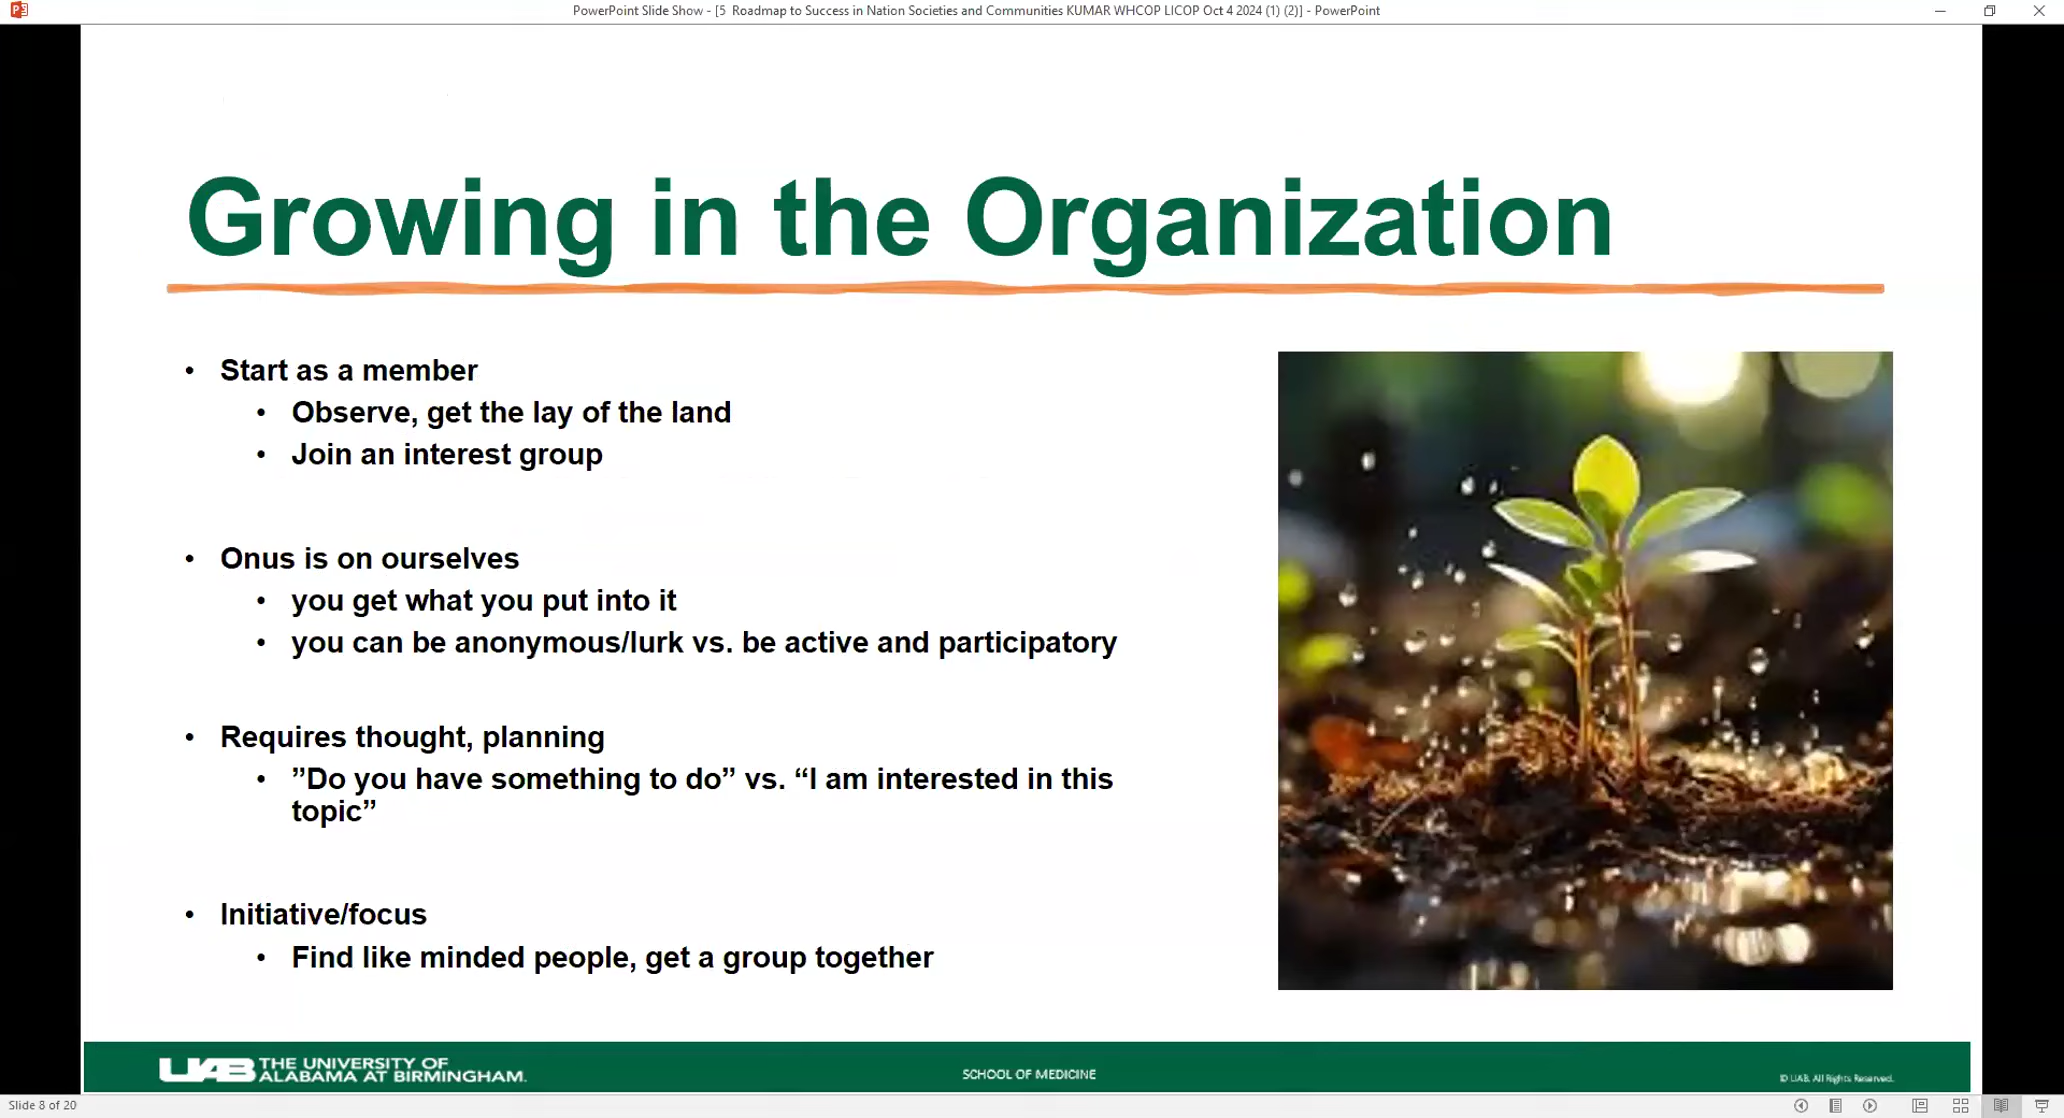 PowerPoint Slide Show - [5 Roadmap to Success in Nation Societies and Communities KUMAR WHCOP LICOP Oct 4 2024 (1) (2)] - PowerPoint
Growing in the Organization
• Start as a member
• Observe, get the lay of the land
• Join an interest group
• Onus is on ourselves
• you get what you put into it
• you can be anonymous/lurk vs. be active and participatory
• Requires thought, planning
• ”Do you have something to do” vs. “I am interested in this
topic”
• Initiative/focus
• Find like minded people, get a group together
UAB THE UNIVERSITY OF
ALABAMA AT BIRMINGHAM.
SCHOOL OF MEDICINE
© UAB. All Rights Reserved.
Slide 8 of 20